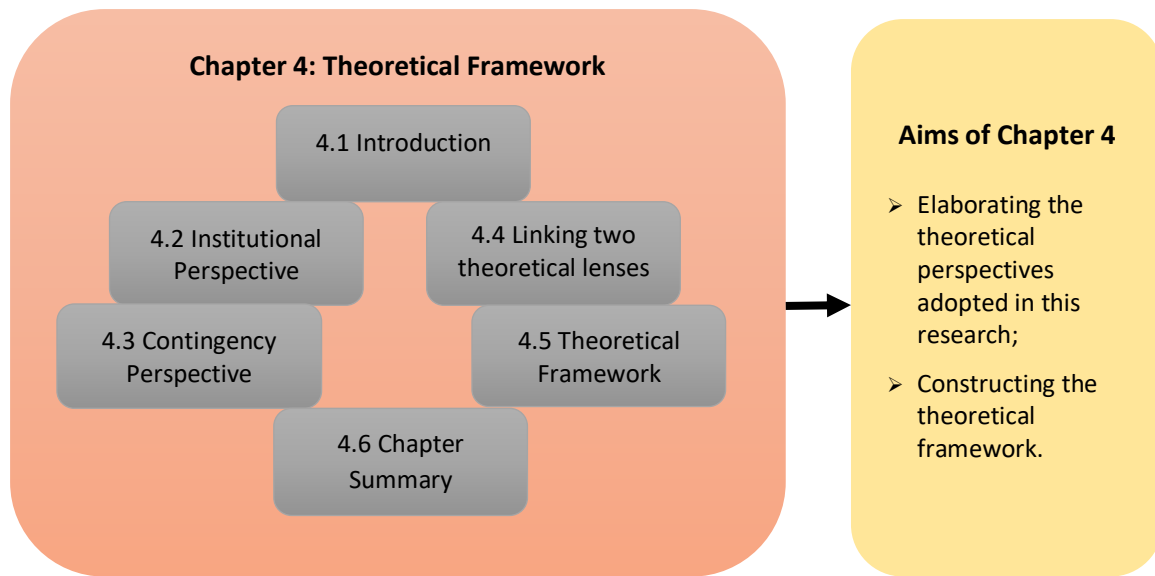 Chapter 4: Theoretical Framework
4.1 Introduction
4.2 Institutional
Perspective
4.3 Contingency
Perspective
4.4 Linking two
theoretical lenses
4.5 Theoretical
Framework
4.6 Chapter
Summary
Aims of Chapter 4
➢ Elaborating the
theoretical
perspectives
adopted in this
research;
➢ Constructing the
theoretical
framework.